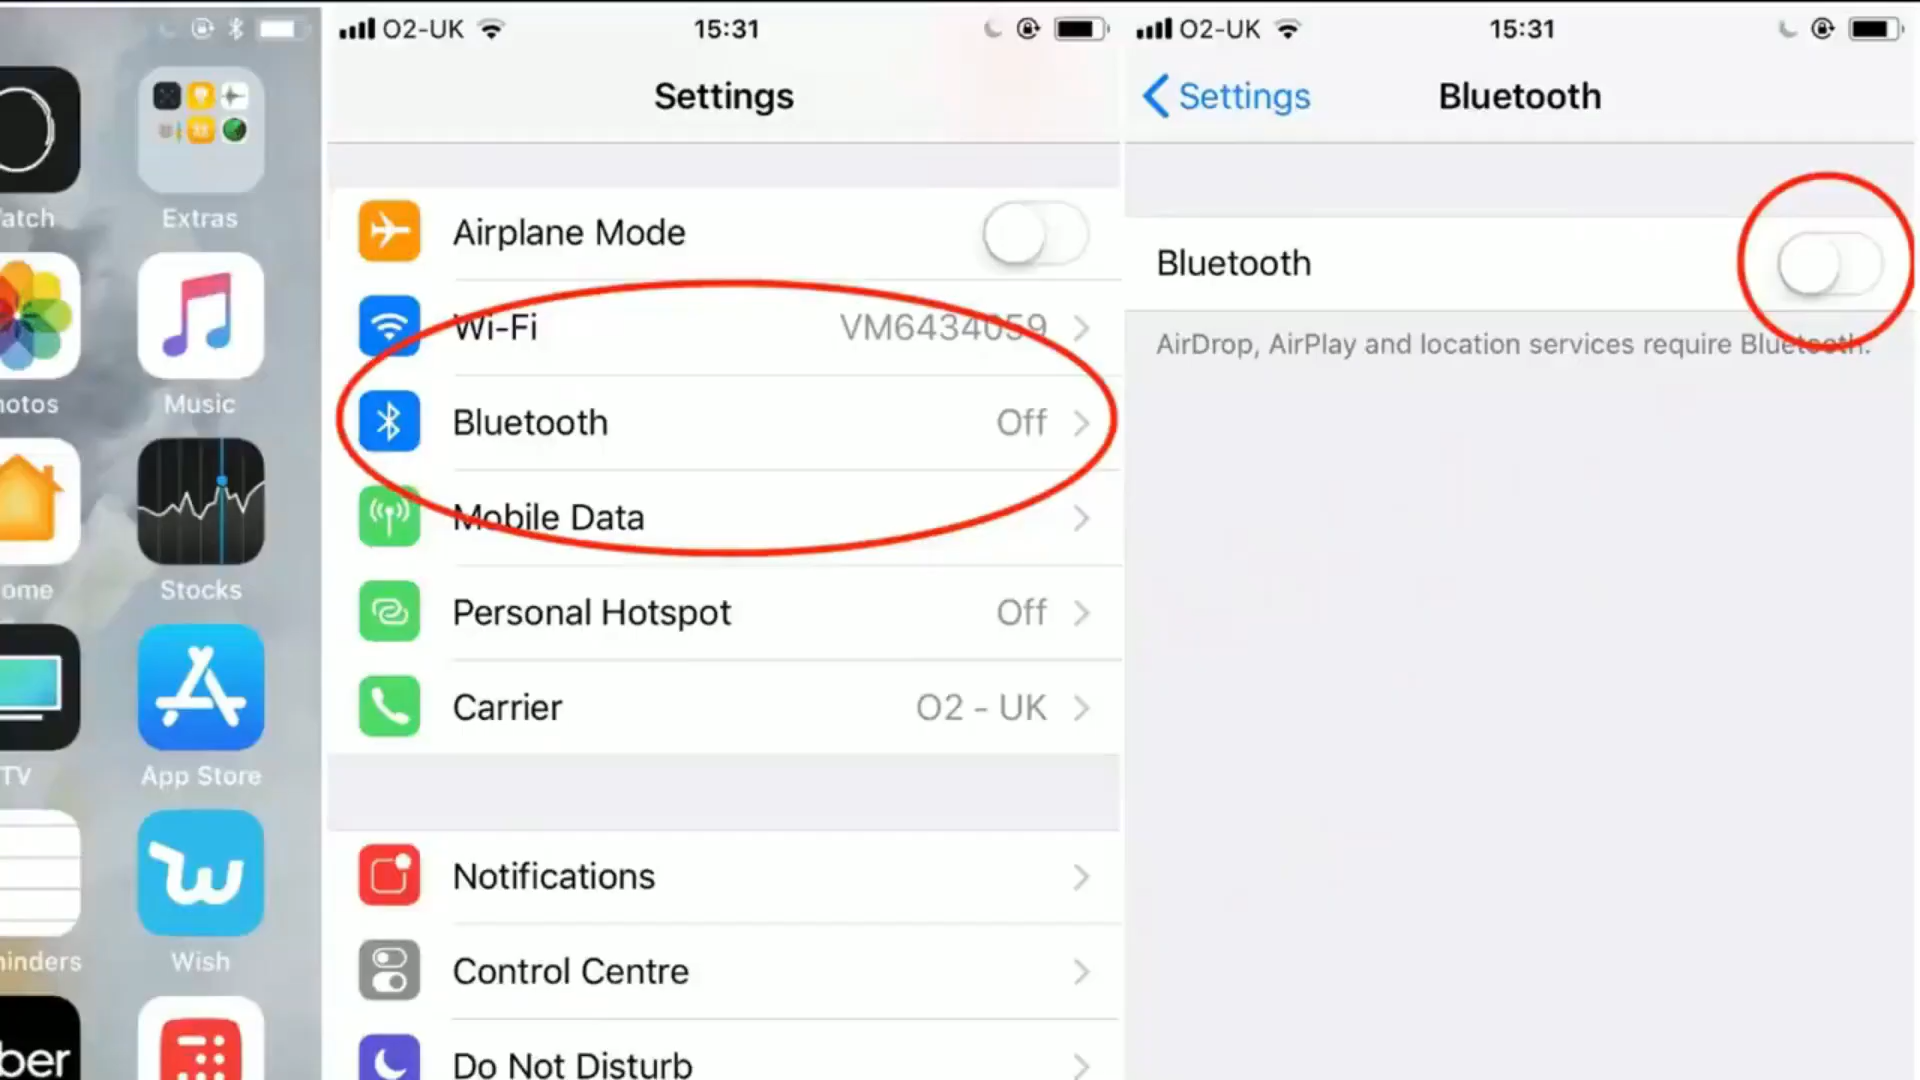 atch
Extras
hotos
Music
ome
Stocks
TV
App Store
inders
Wish
ber
O2-UK
15:31
Settings
Airplane Mode
Wi-Fi VM6434059
Bluetooth Off
Mobile Data
Personal Hotspot Off
Carrier O2 - UK
Notifications
Control Centre
Do Not Disturb
O2-UK
15:31
Settings Bluetooth
Bluetooth
AirDrop, AirPlay and location services require Bluetooth.